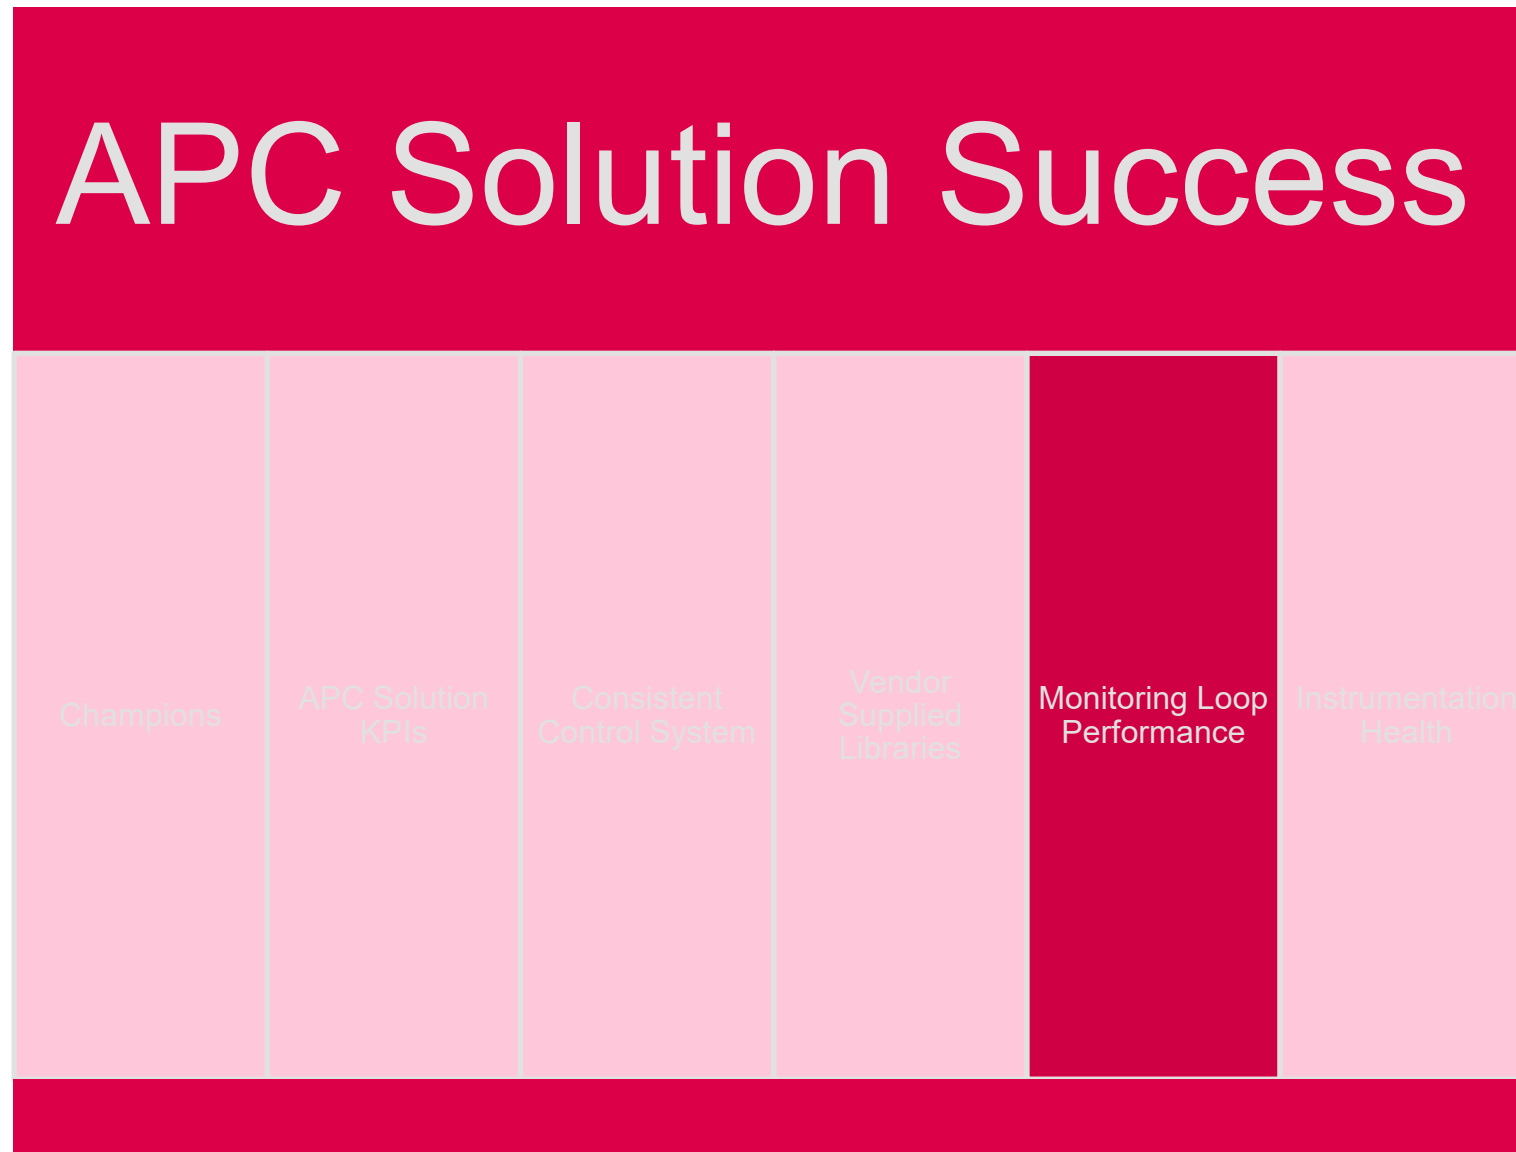 APC Solution Success
Champions
APC Solution
KPIs
Consistent
Control System
Vendor
Supplied
Libraries
Monitoring Loop
Performance
Instrumentation
Health